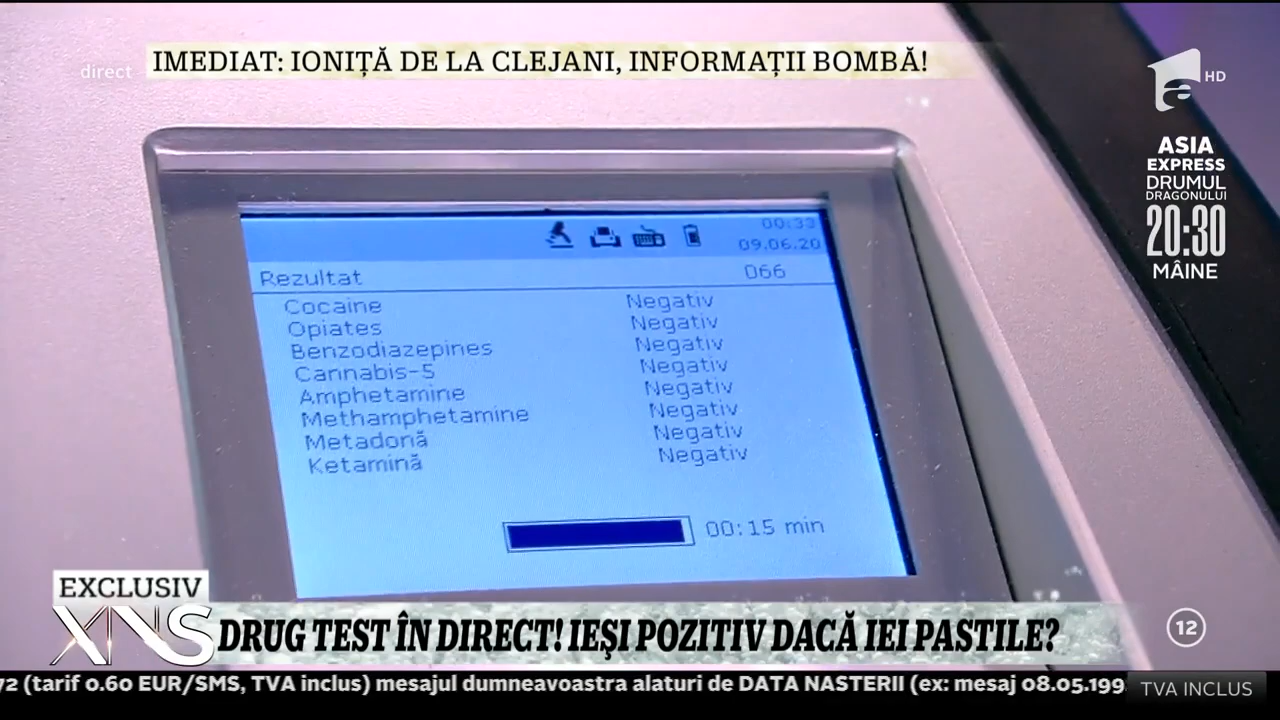 IMEDIAT: IONIȚĂ DE LA CLEJANI, INFORMAȚII BOMBĂ!
direct
HD
ASIA
EXPRESS
DRUMUL
DRAGONULUI
20:30
MÂINE
00:33
09.06.20
Rezultat 066
Cocaine Negativ
Opiates Negativ
Benzodiazepines Negativ
Cannabis-5 Negativ
Amphetamine Negativ
Methamphetamine Negativ
Metadonă Negativ
Ketamină Negativ
00:15 min
EXCLUSIV
XNS
DRUG TEST ÎN DIRECT! IEȘI POZITIV DACĂ IEI PASTILE?
12
72 (tarif 0.60 EUR/SMS, TVA inclus) mesajul dumneavoastra alaturi de DATA NASTERII (ex: mesaj 08.05.199
TVA INCLUS